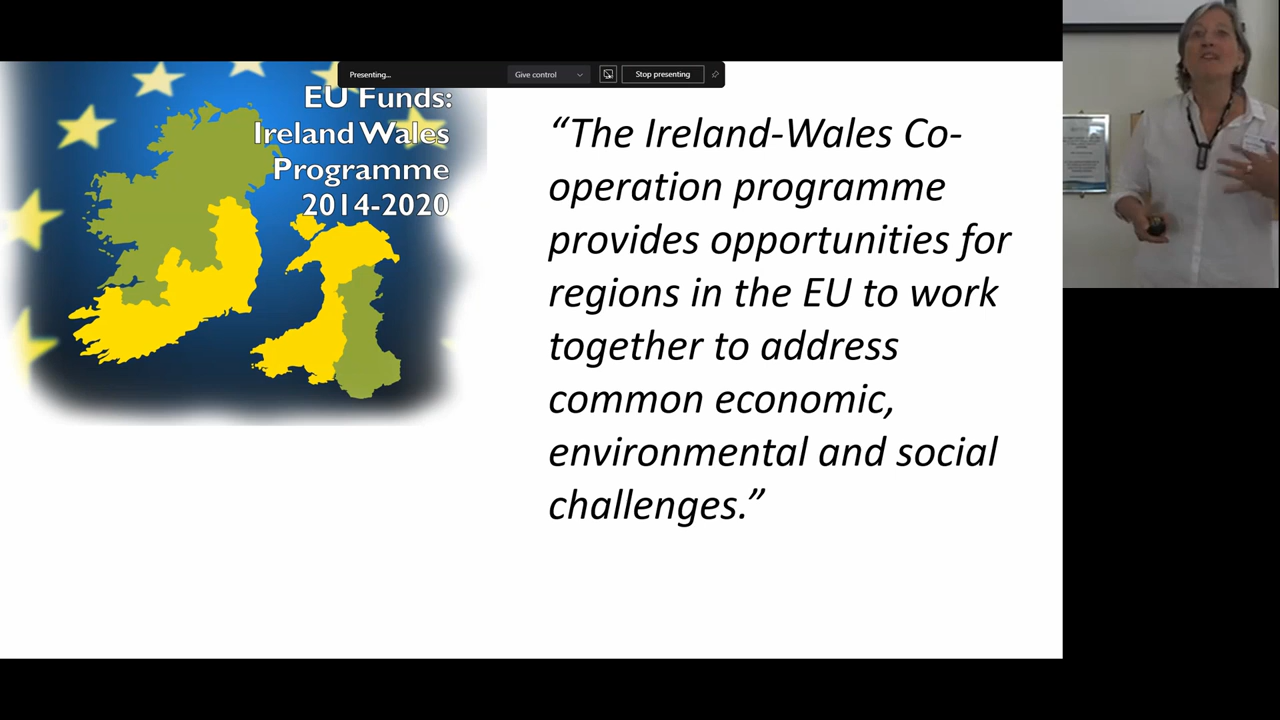 Presenting...
Give control
Stop presenting
EU Funds:
Ireland Wales
Programme
2014-2020
“The Ireland-Wales Co-
operation programme
provides opportunities for
regions in the EU to work
together to address
common economic,
environmental and social
challenges.”